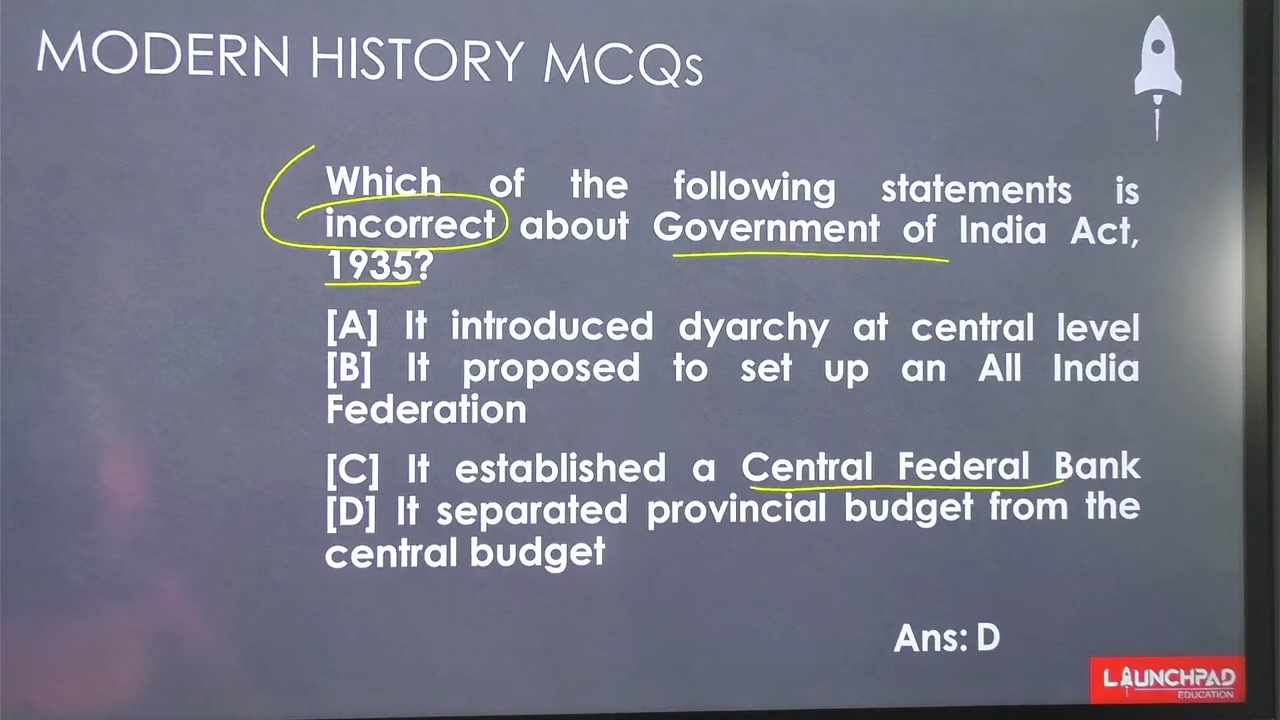 MODERN HISTORY MCQs
Which of the following statements is
incorrect about Government of India Act,
1935?
[A] It introduced dyarchy at central level
[B] It proposed to set up an All India
Federation
[C] It established a Central Federal Bank
[D] It separated provincial budget from the
central budget
Ans: D
LAUNCHPAD
EDUCATION